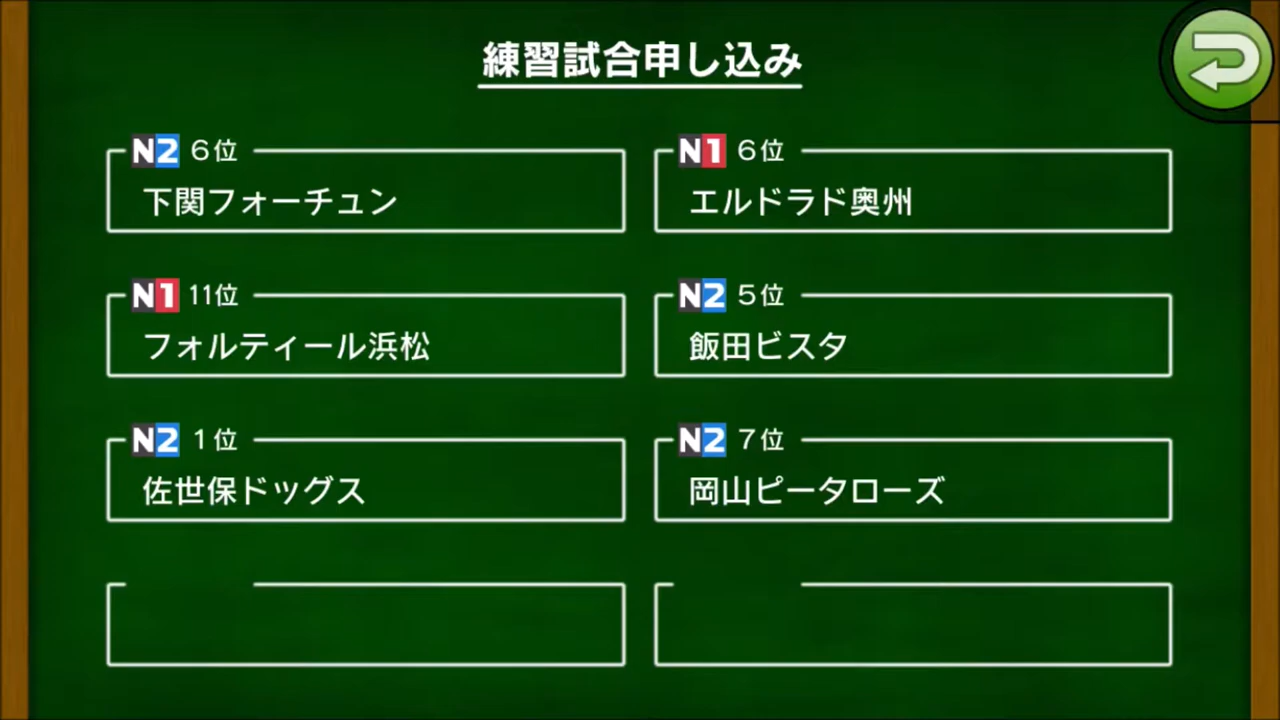 練習試合申し込み
N2 6位
下関フォーチュン
N1 6位
エルドラド奥州
N1 11位
フォルティール浜松
N2 5位
飯田ビスタ
N2 1位
佐世保ドッグス
N2 7位
岡山ピータローズ